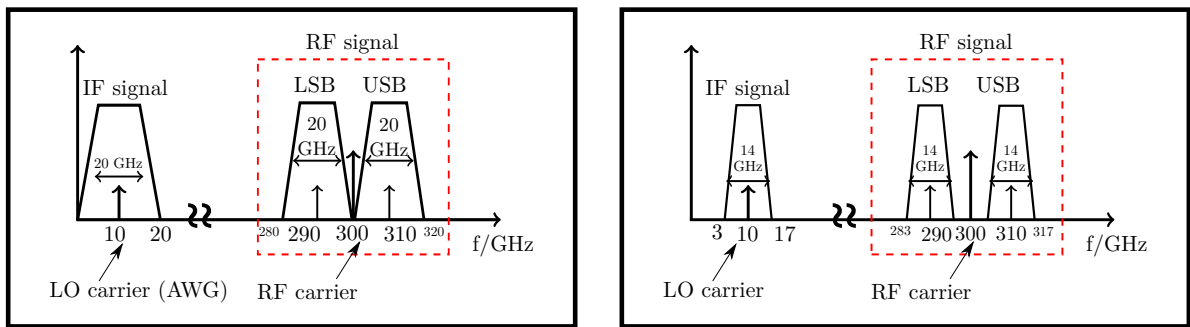 RF signal
IF signal
LSB
USB
20
GHz
20
GHz
20 GHz
10
20
280
290
300
310
320
f/GHz
LO carrier (AWG)
RF carrier
RF signal
IF signal
LSB
USB
14
GHz
14
GHz
3
10
17
283
290
300
310
317
f/GHz
LO carrier
RF carrier